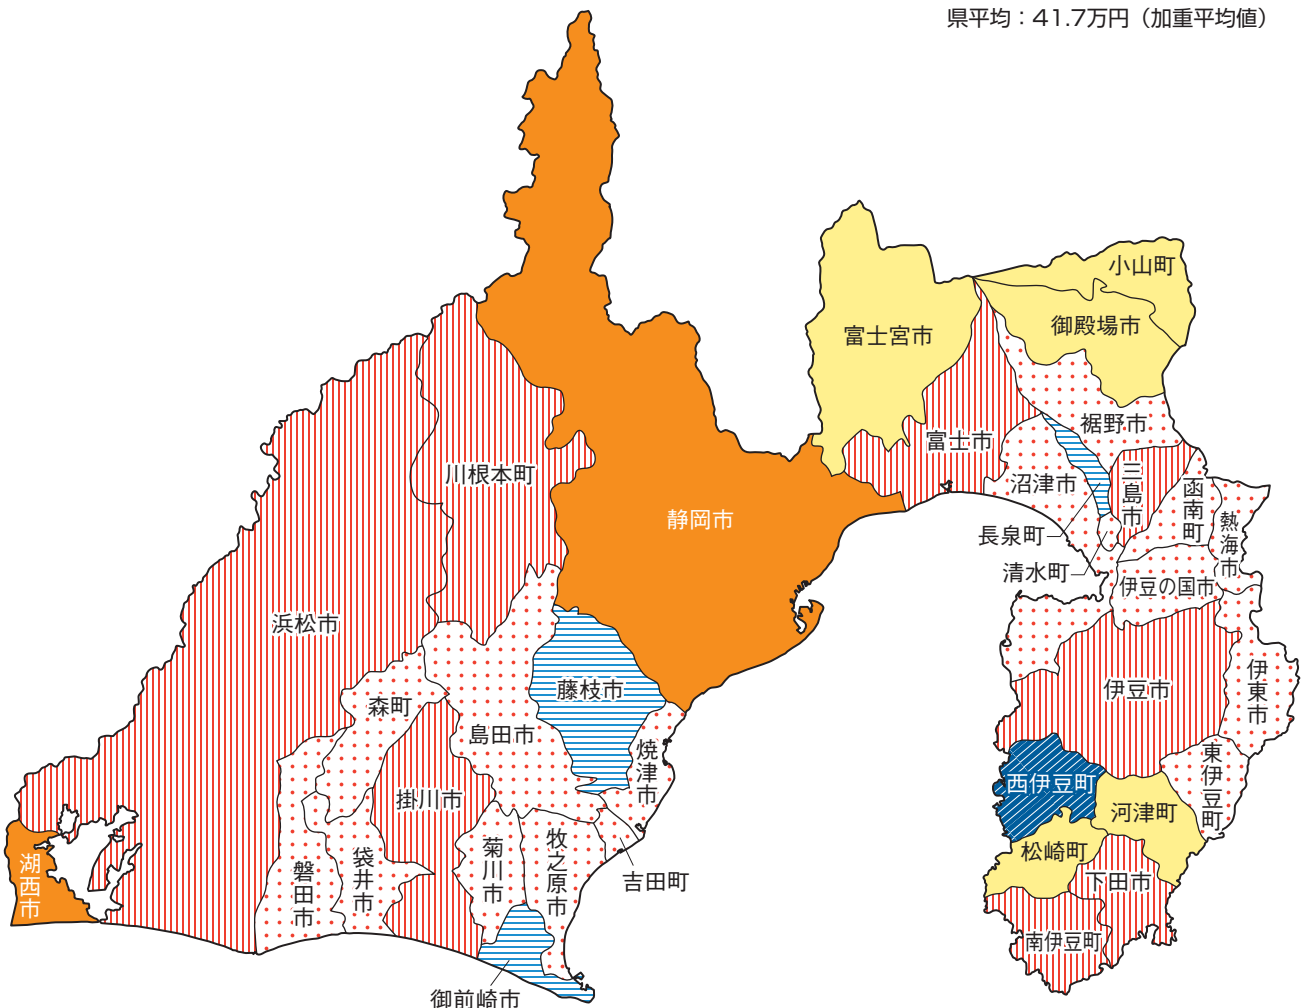 県平均：41.7万円（加重平均値）
小山町
御殿場市
富士宮市
裾野市
富士市
川根本町
沼津市
三島市
函南町
熱海市
静岡市
長泉町
清水町
伊豆の国市
浜松市
藤枝市
伊豆市
伊東市
森町
島田市
焼津市
東伊豆町
西伊豆町
掛川市
河津町
菊川市
牧之原市
松崎町
湖西市
磐田市
袋井市
吉田町
下田市
南伊豆町
御前崎市